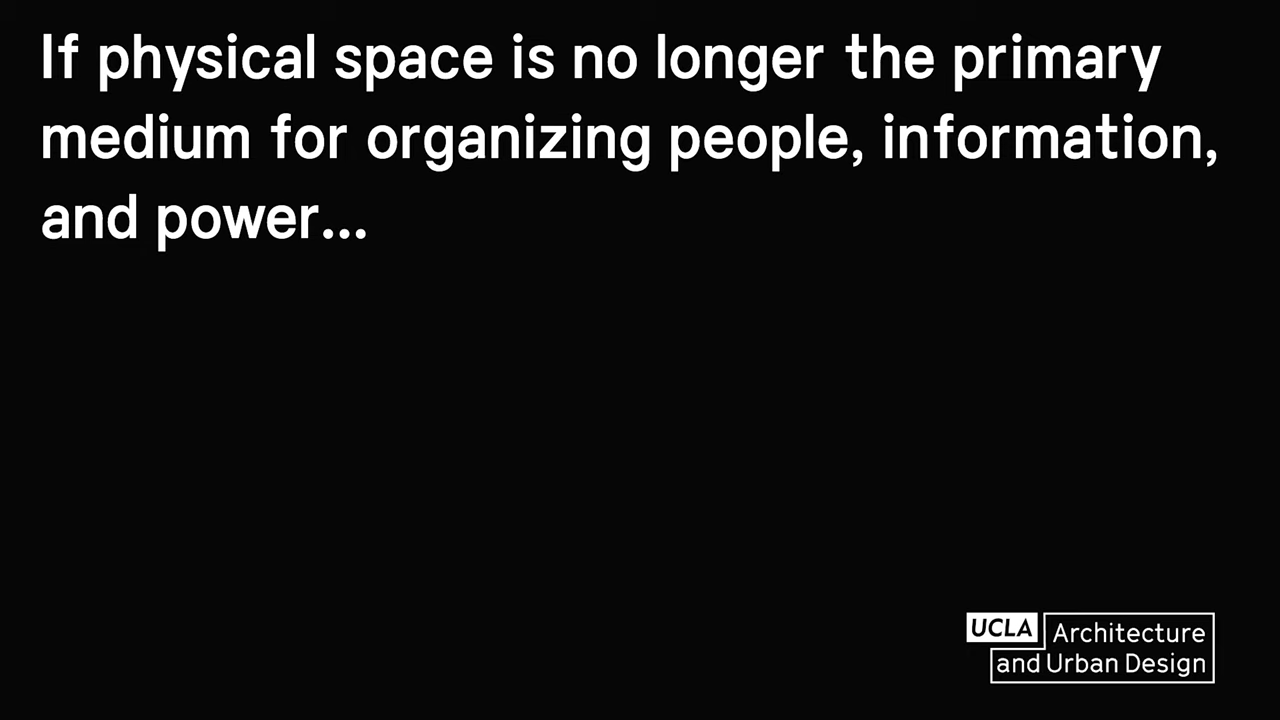 If physical space is no longer the primary
medium for organizing people, information,
and power...
UCLA Architecture
and Urban Design